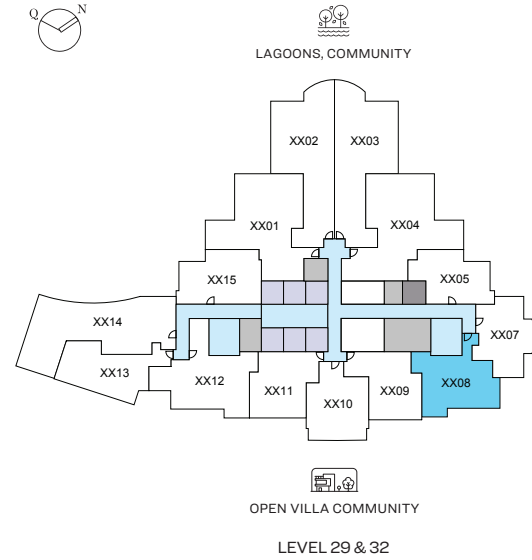 Q N
LAGOONS, COMMUNITY
XX02 XX03
XX01 XX04
XX15 XX05
XX14 XX07
XX13 XX12 XX11 XX10 XX09 XX08
OPEN VILLA COMMUNITY
LEVEL 29 & 32